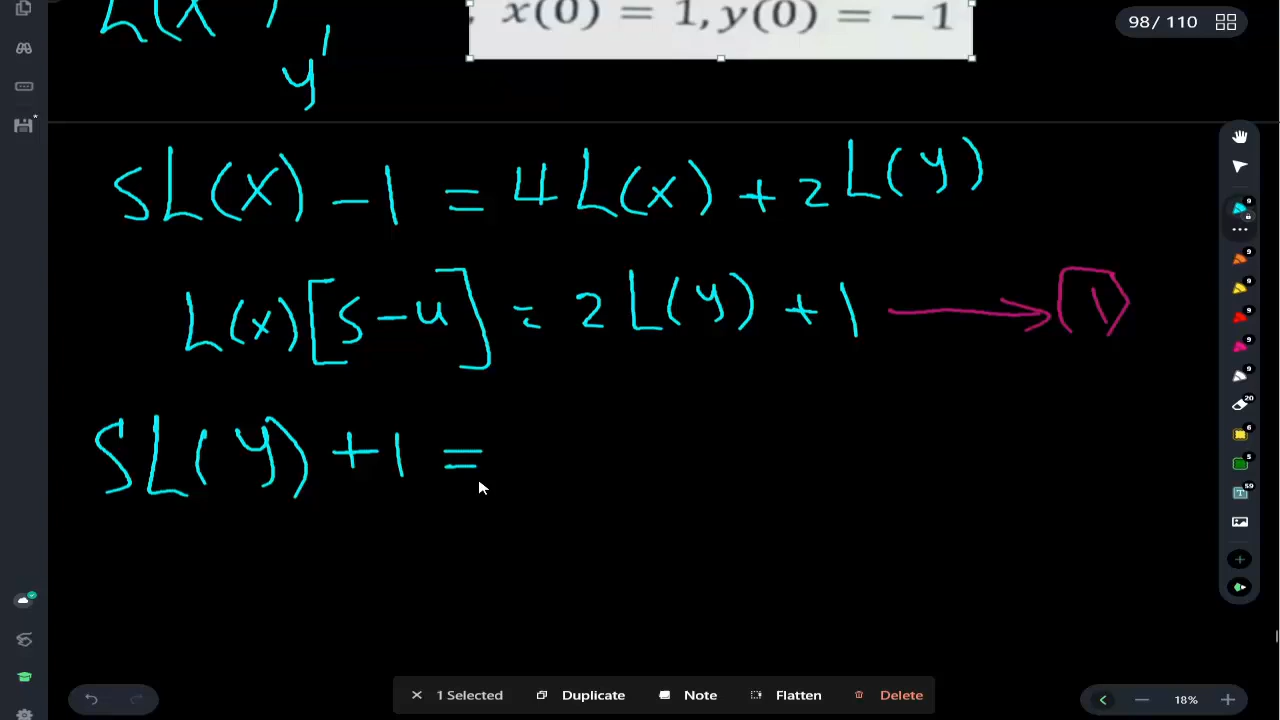 x(0) = 1, y(0) = −1
98 / 110
L(x
y'
SL(x) − 1 = 4L(x) + 2L(y)
L(x)[S − 4] = 2L(y) + 1 → 1
SL(y) + 1 =
1 Selected Duplicate Note Flatten Delete
18%